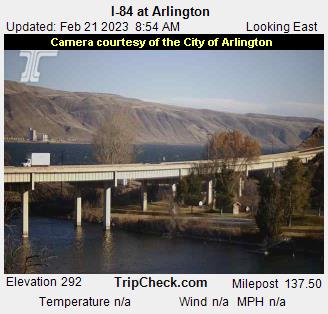 I-84 at Arlington
Updated: Feb 21 2023 8:54 AM Looking East
Camera courtesy of the City of Arlington
Elevation 292 TripCheck.com Milepost 137.50
Temperature n/a Wind n/a MPH n/a